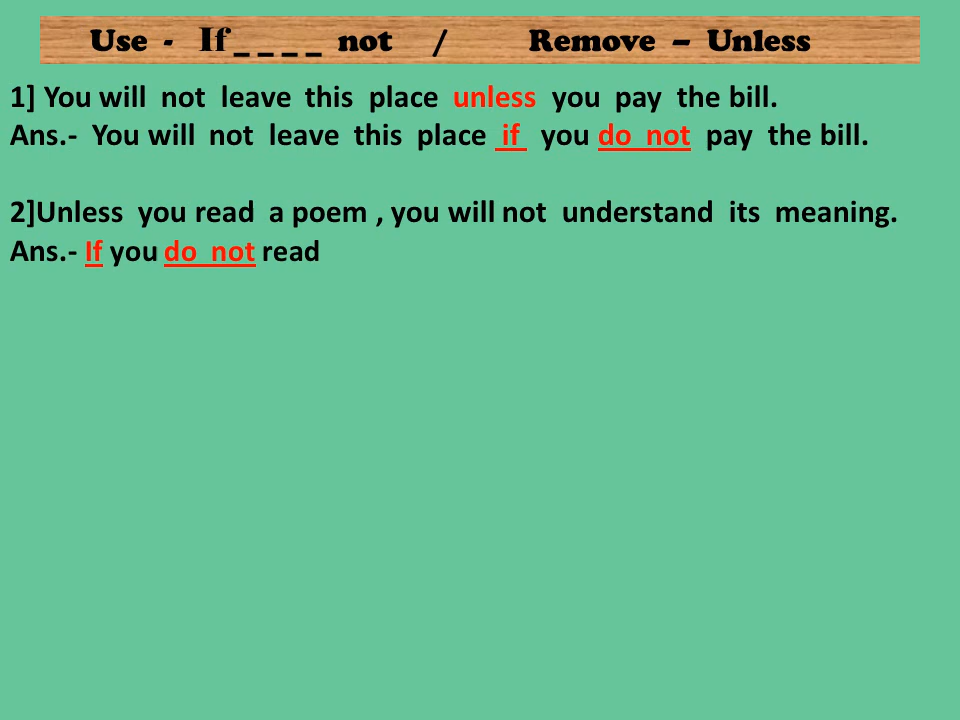 Use - If _ _ _ _ not / Remove – Unless
1] You will not leave this place unless you pay the bill.
Ans.- You will not leave this place if you do not pay the bill.
2]Unless you read a poem , you will not understand its meaning.
Ans.- If you do not read